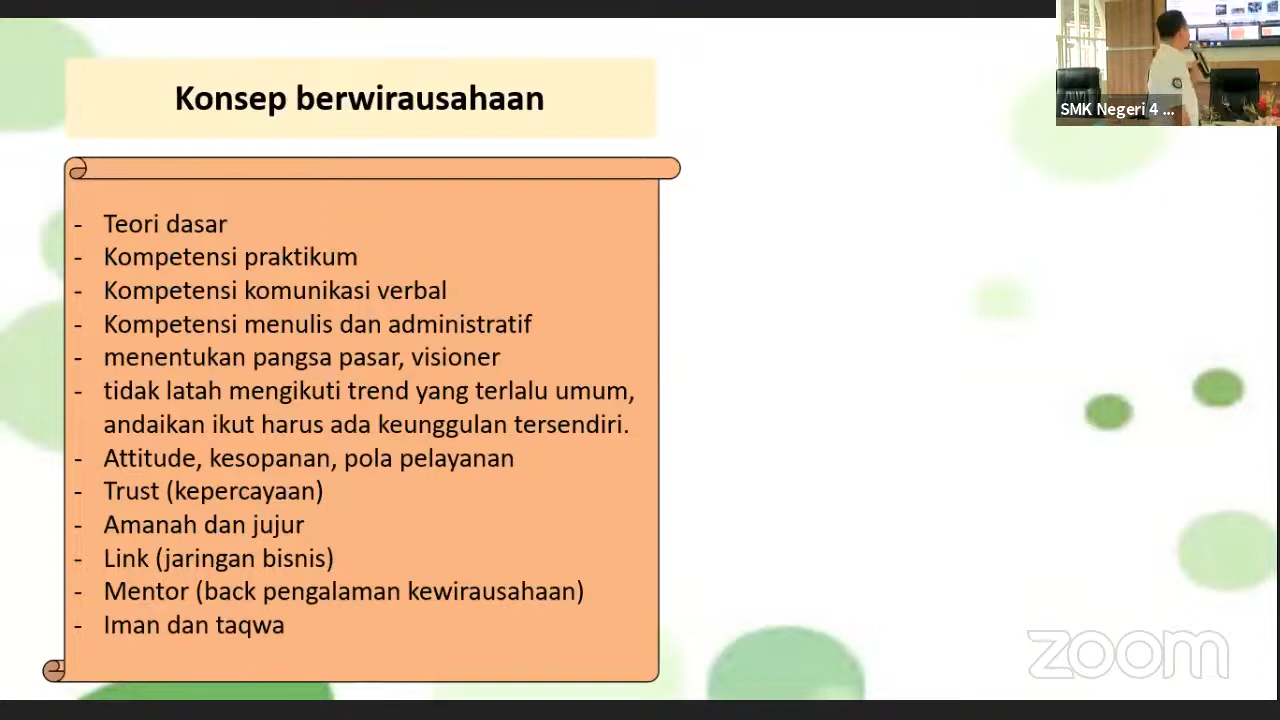 Konsep berwirausahaan
SMK Negeri 4 ...
- Teori dasar
- Kompetensi praktikum
- Kompetensi komunikasi verbal
- Kompetensi menulis dan administratif
- menentukan pangsa pasar, visioner
- tidak latah mengikuti trend yang terlalu umum,
andaikan ikut harus ada keunggulan tersendiri.
- Attitude, kesopanan, pola pelayanan
- Trust (kepercayaan)
- Amanah dan jujur
- Link (jaringan bisnis)
- Mentor (back pengalaman kewirausahaan)
- Iman dan taqwa
zoom